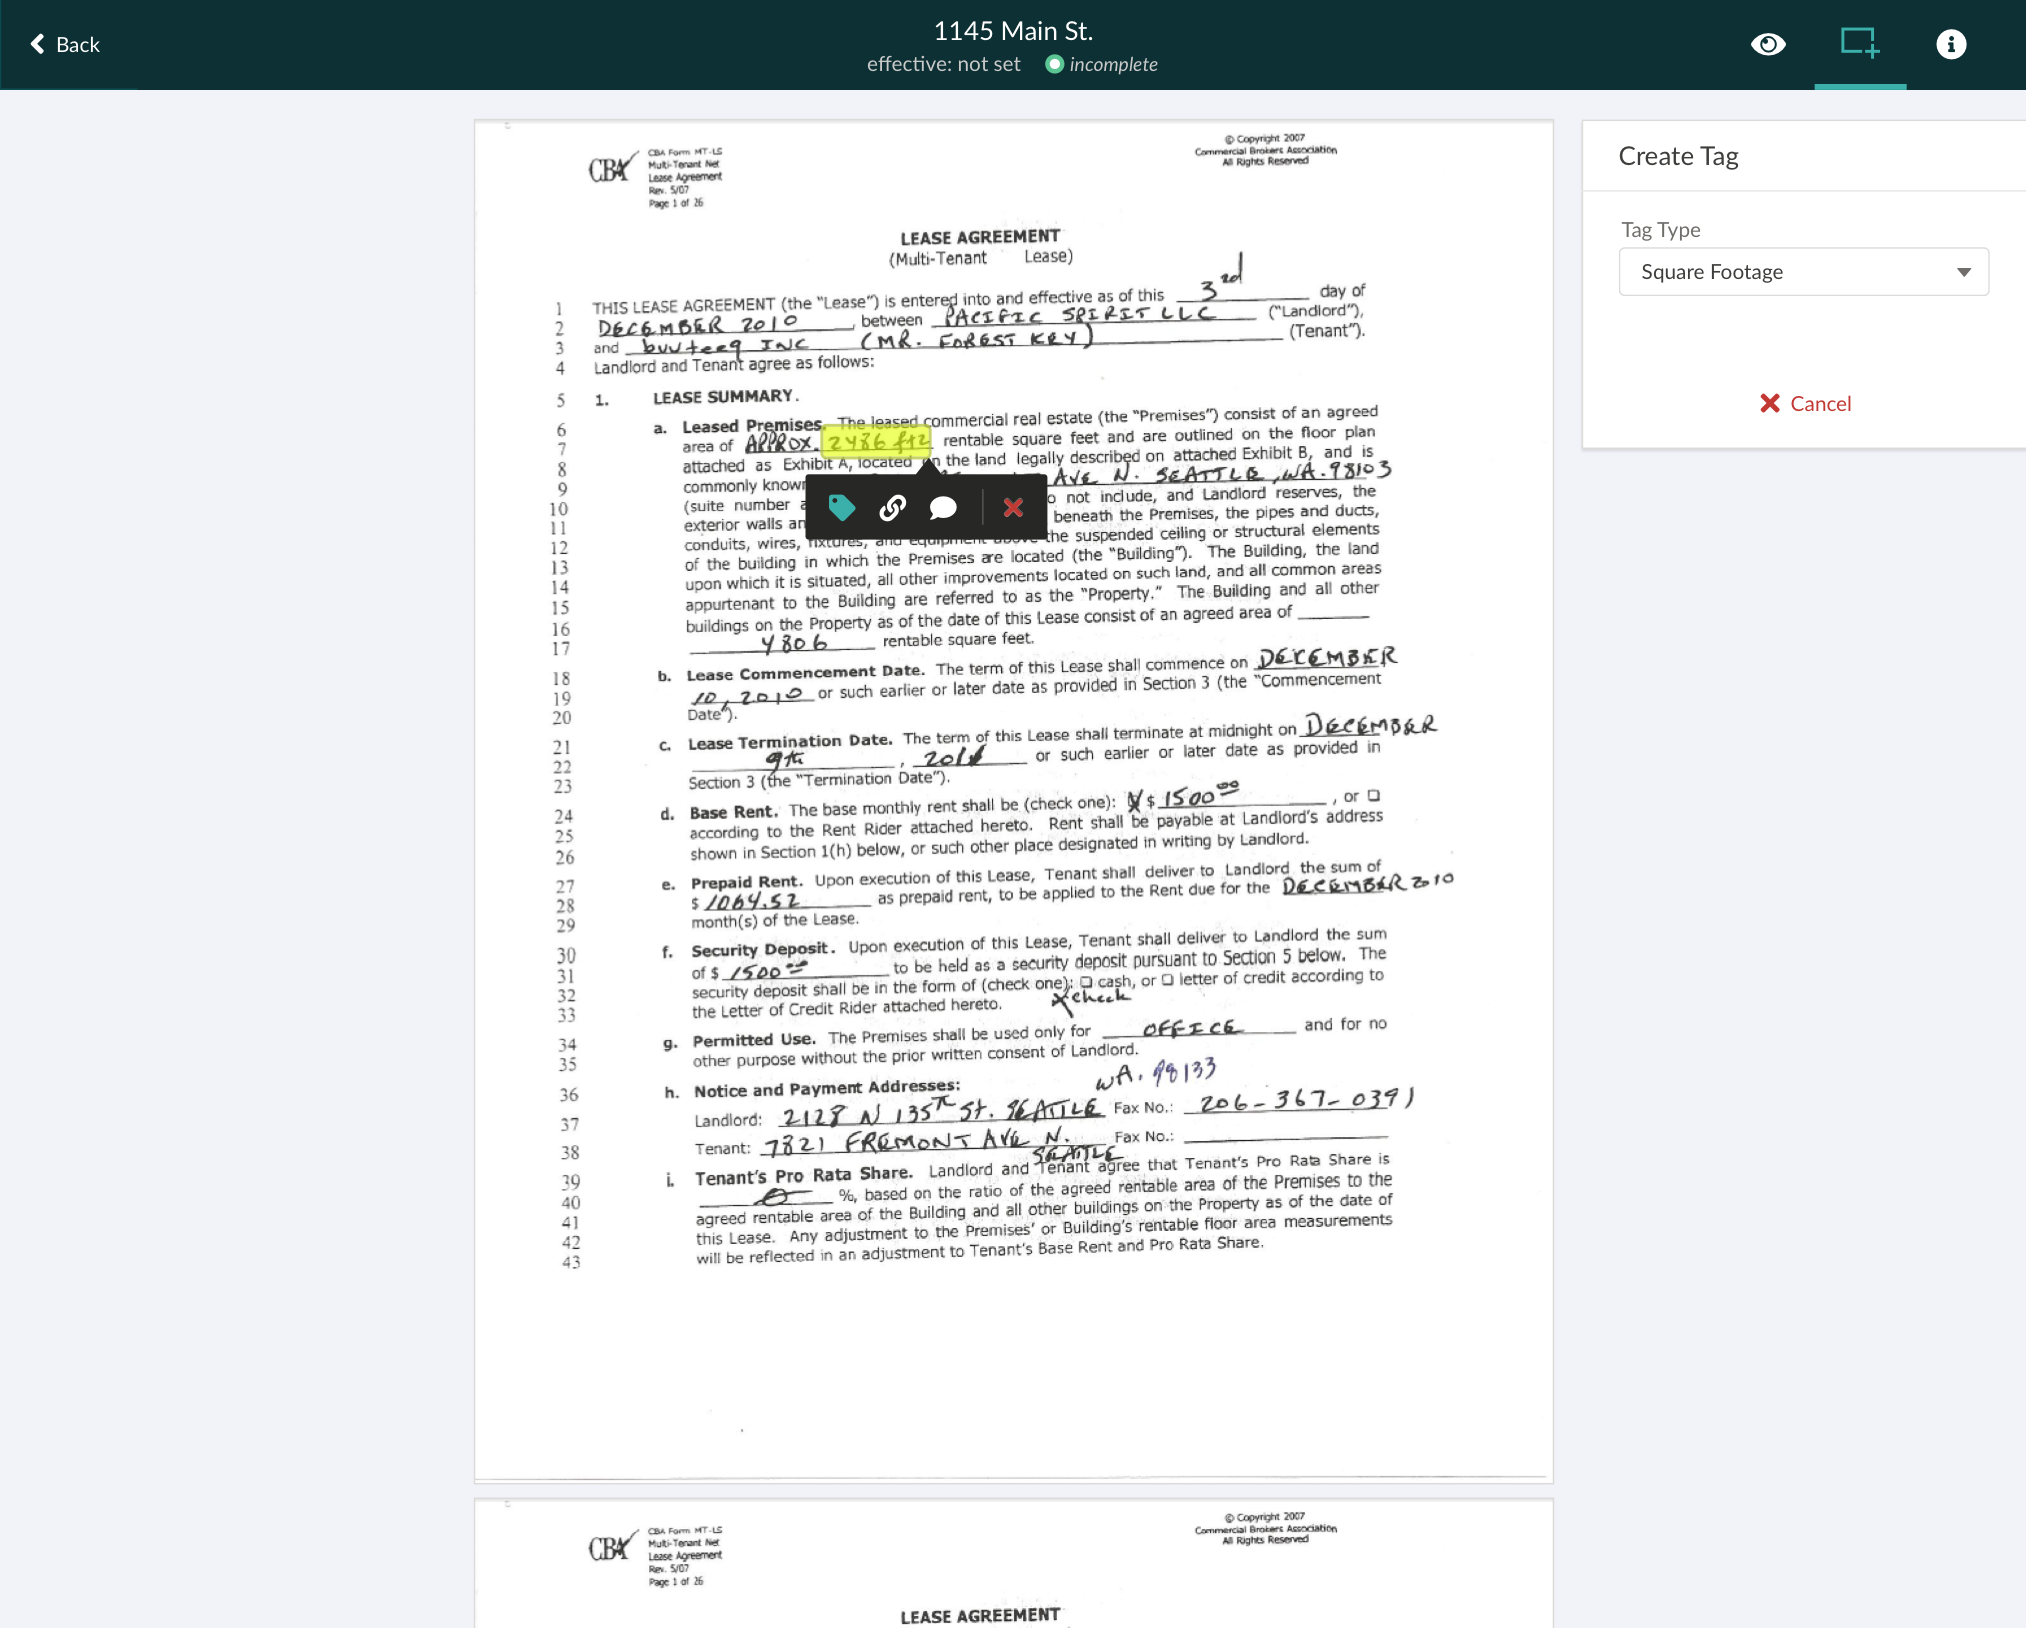 Back
1145 Main St.
effective: not set incomplete
Create Tag
Tag Type
Square Footage
Cancel
CBA
CBA Form MT-LS
Multi-Tenant Net
Lease Agreement
Rev. 5/07
Page 1 of 26
© Copyright 2007
Commercial Brokers Association
All Rights Reserved
LEASE AGREEMENT
(Multi-Tenant Lease)
1 THIS LEASE AGREEMENT (the "Lease") is entered into and effective as of this 3rd day of
2 DECEMBER 2010, between PACIFIC SPIRIT LLC ("Landlord"),
3 and buuteeq INC (MR. FOREST KEY) (Tenant").
4 Landlord and Tenant agree as follows:
5 1. LEASE SUMMARY.
6 a. Leased Premises. The leased commercial real estate (the "Premises") consist of an agreed
7 area of APPROX. 2486 ft2 rentable square feet and are outlined on the floor plan
8 attached as Exhibit A, located on the land legally described on attached Exhibit B, and is
9 commonly known AVE N. SEATTLE, WA. 98103
10 (suite number not include, and Landlord reserves, the
11 exterior walls an beneath the Premises, the pipes and ducts,
12 conduits, wires, fixtures, and equipment above the suspended ceiling or structural elements
13 of the building in which the Premises are located (the "Building"). The Building, the land
14 upon which it is situated, all other improvements located on such land, and all common areas
15 appurtenant to the Building are referred to as the "Property." The Building and all other
16 buildings on the Property as of the date of this Lease consist of an agreed area of
17 4806 rentable square feet.
18 b. Lease Commencement Date. The term of this Lease shall commence on DECEMBER
19 10, 2010 or such earlier or later date as provided in Section 3 (the "Commencement
20 Date").
21 c. Lease Termination Date. The term of this Lease shall terminate at midnight on DECEMBER
22 9th, 2011 or such earlier or later date as provided in
23 Section 3 (the "Termination Date").
24 d. Base Rent. The base monthly rent shall be (check one): X $ 1500 00, or ☐
25 according to the Rent Rider attached hereto. Rent shall be payable at Landlord's address
26 shown in Section 1(h) below, or such other place designated in writing by Landlord.
27 e. Prepaid Rent. Upon execution of this Lease, Tenant shall deliver to Landlord the sum of
28 $ 1064.52 as prepaid rent, to be applied to the Rent due for the DECEMBER 2010
29 month(s) of the Lease.
30 f. Security Deposit. Upon execution of this Lease, Tenant shall deliver to Landlord the sum
31 of $ 1500 00 to be held as a security deposit pursuant to Section 5 below. The
32 security deposit shall be in the form of (check one): ☐ cash, or ☐ letter of credit according to
33 the Letter of Credit Rider attached hereto. X check
34 g. Permitted Use. The Premises shall be used only for OFFICE and for no
35 other purpose without the prior written consent of Landlord.
36 h. Notice and Payment Addresses: WA. 98133
37 Landlord: 2128 N 135TH St. SEATTLE Fax No.: 206-367-0391
38 Tenant: 7821 FREMONT AVE N. SEATTLE Fax No.:
39 i. Tenant's Pro Rata Share. Landlord and Tenant agree that Tenant's Pro Rata Share is
40 0 %, based on the ratio of the agreed rentable area of the Premises to the
41 agreed rentable area of the Building and all other buildings on the Property as of the date of
42 this Lease. Any adjustment to the Premises' or Building's rentable floor area measurements
43 will be reflected in an adjustment to Tenant's Base Rent and Pro Rata Share.
CBA
CBA Form MT-LS
Multi-Tenant Net
Lease Agreement
Rev. 5/07
Page 1 of 26
© Copyright 2007
Commercial Brokers Association
All Rights Reserved
LEASE AGREEMENT